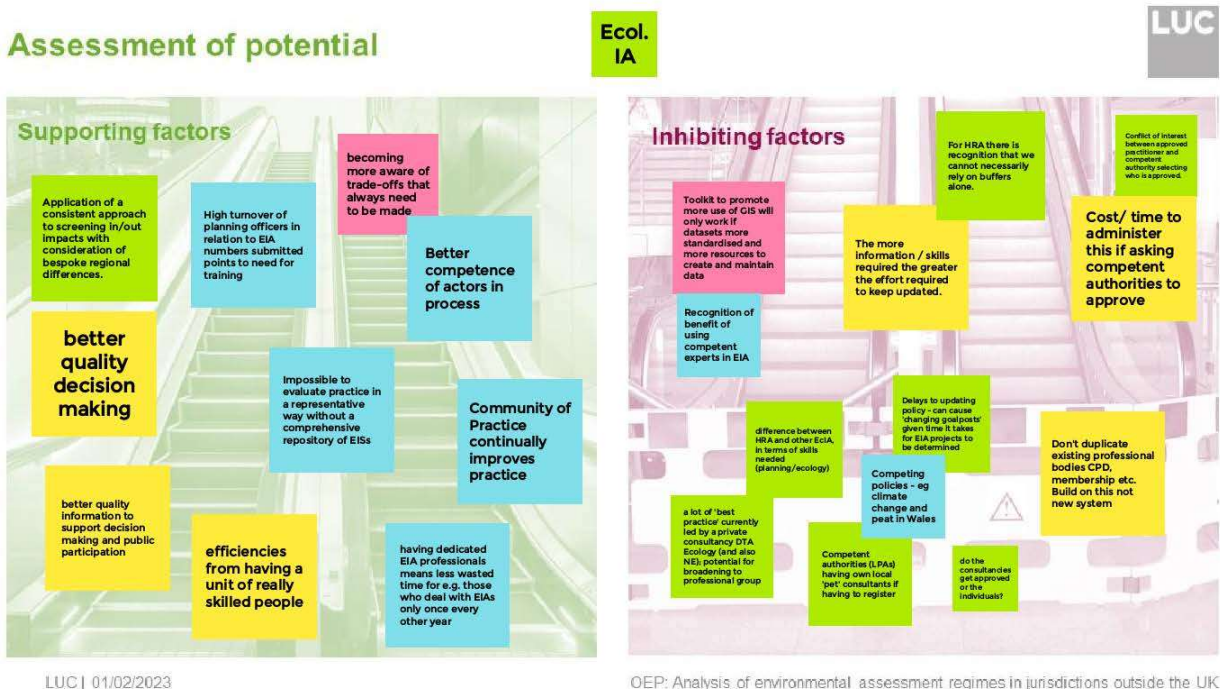 Assessment of potential
Ecol.
IA
LUC
Supporting factors
Application of a
consistent approach
to screening in/out
impacts with
consideration of
bespoke regional
differences.
High turnover of
planning officers in
relation to EIA
numbers submitted
points to need for
training
becoming
more aware of
trade-offs that
always need
to be made
Better
competence
of actors in
process
better
quality
decision
making
Impossible to
evaluate practice in
a representative
way without a
comprehensive
repository of EISs
Community of
Practice
continually
improves
practice
better quality
information to
support decision
making and public
participation
efficiencies
from having a
unit of really
skilled people
having dedicated
EIA professionals
means less wasted
time for e.g. those
who deal with EIAs
only once every
other year
Inhibiting factors
Toolkit to promote
more use of GIS will
only work if
datasets more
standardised and
more resources to
create and maintain
data
For HRA there is
recognition that we
cannot necessarily
rely on buffers
alone.
Conflict of interest
between approved
practitioner and
competent
authority selecting
who is approved.
The more
information / skills
required the greater
the effort required
to keep updated.
Cost/ time to
administer
this if asking
competent
authorities to
approve
Recognition of
benefit of
using
competent
experts in EIA
difference between
HRA and other EcIA,
in terms of skills
needed
(planning/ecology)
Delays to updating
policy - can cause
'changing goalposts'
given time it takes
for EIA projects to
be determined
Competing
policies - eg
climate
change and
peat in Wales
Don't duplicate
existing professional
bodies CPD,
membership etc.
Build on this not
new system
a lot of 'best
practice' currently
led by a private
consultancy DTA
Ecology (and also
NE); potential for
broadening to
professional group
Competent
authorities (LPAs)
having own local
'pet' consultants if
having to register
do the
consultancies
get approved
or the
individuals?
LUC | 01/02/2023
OEP: Analysis of environmental assessment regimes in jurisdictions outside the UK